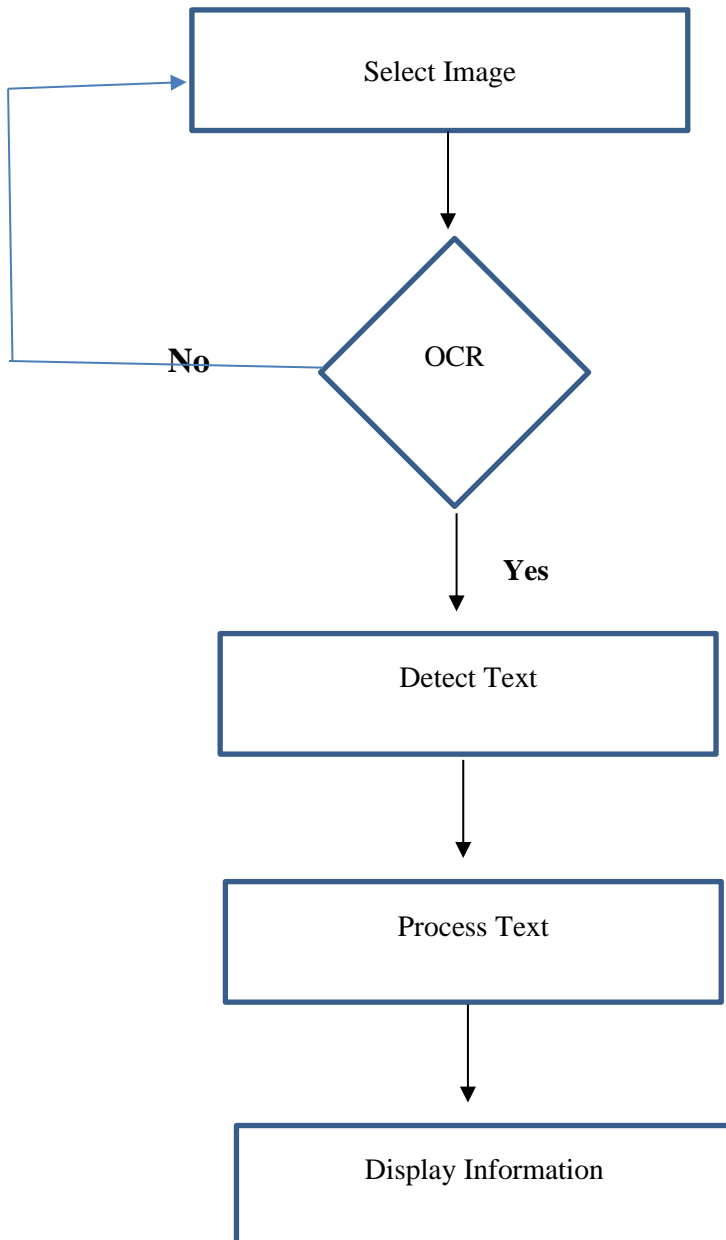 Select Image
OCR
No
Yes
Detect Text
Process Text
Display Information